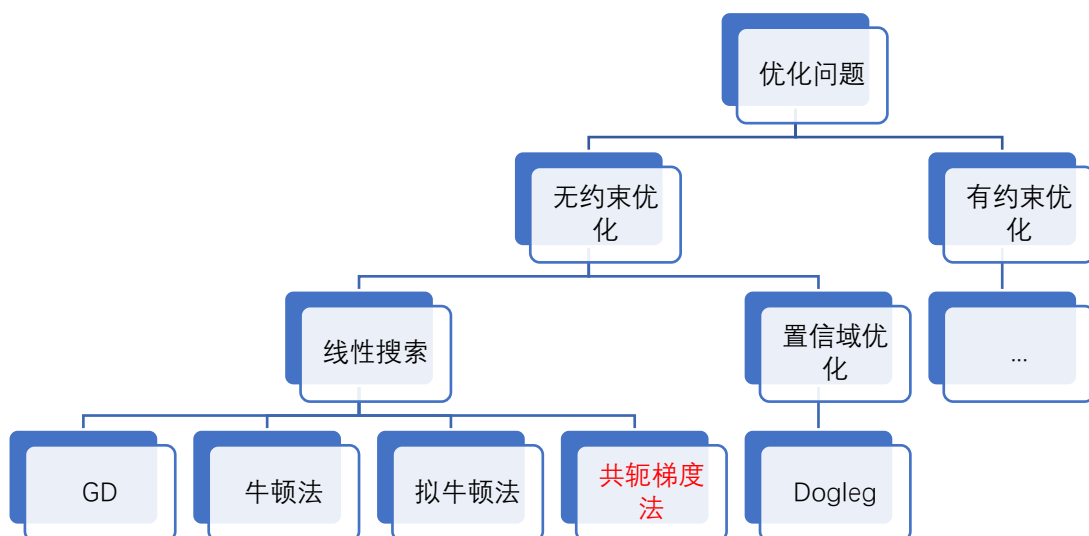 优化问题
无约束优
化
有约束优
化
线性搜索
置信域优
化
...
GD
牛顿法
拟牛顿法
共轭梯度
法
Dogleg